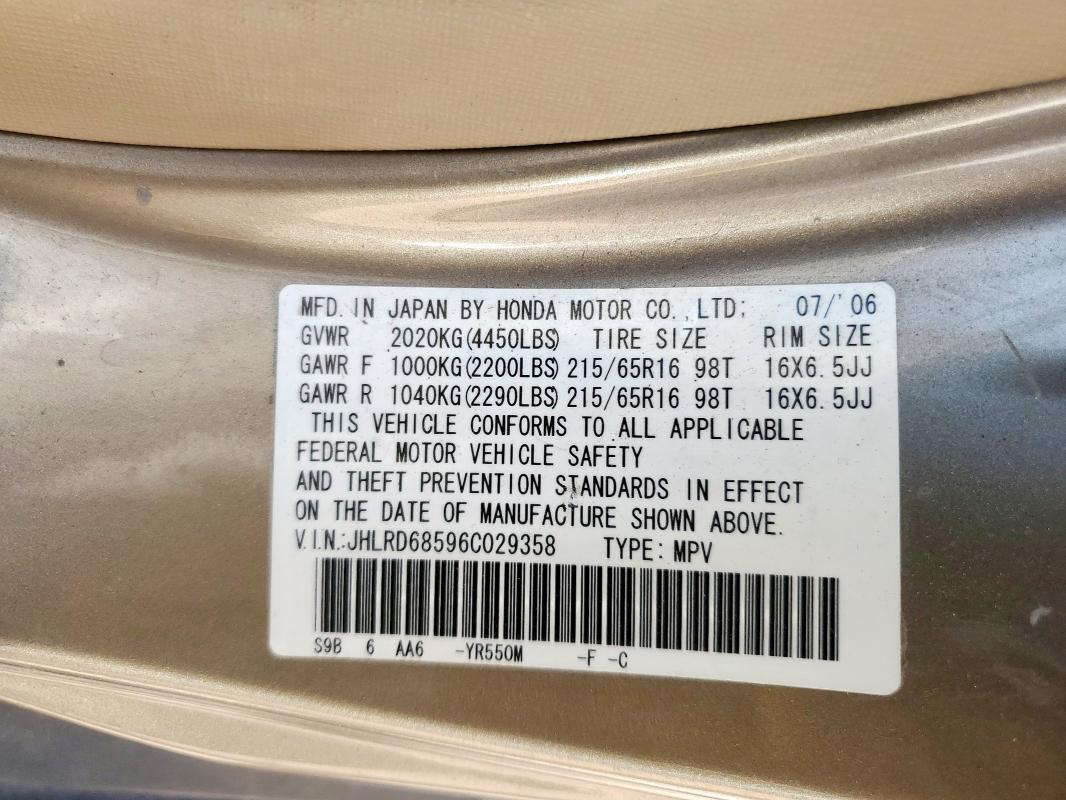 MFD. IN JAPAN BY HONDA MOTOR CO., LTD; 07/'06
GVWR 2020KG(4450LBS) TIRE SIZE RIM SIZE
GAWR F 1000KG(2200LBS) 215/65R16 98T 16X6.5JJ
GAWR R 1040KG(2290LBS) 215/65R16 98T 16X6.5JJ
THIS VEHICLE CONFORMS TO ALL APPLICABLE
FEDERAL MOTOR VEHICLE SAFETY
AND THEFT PREVENTION STANDARDS IN EFFECT
ON THE DATE OF MANUFACTURE SHOWN ABOVE.
V.I.N.:JHLRD68596C029358 TYPE: MPV
S9B 6 AA6 -YR550M -F -C